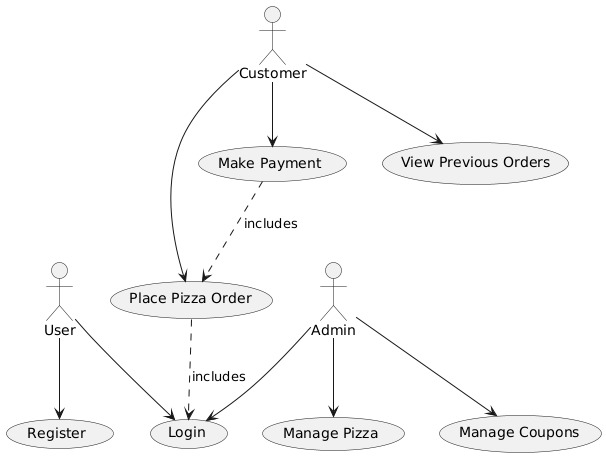 Customer
Make Payment
View Previous Orders
includes
Place Pizza Order
User
Admin
includes
Register
Login
Manage Pizza
Manage Coupons